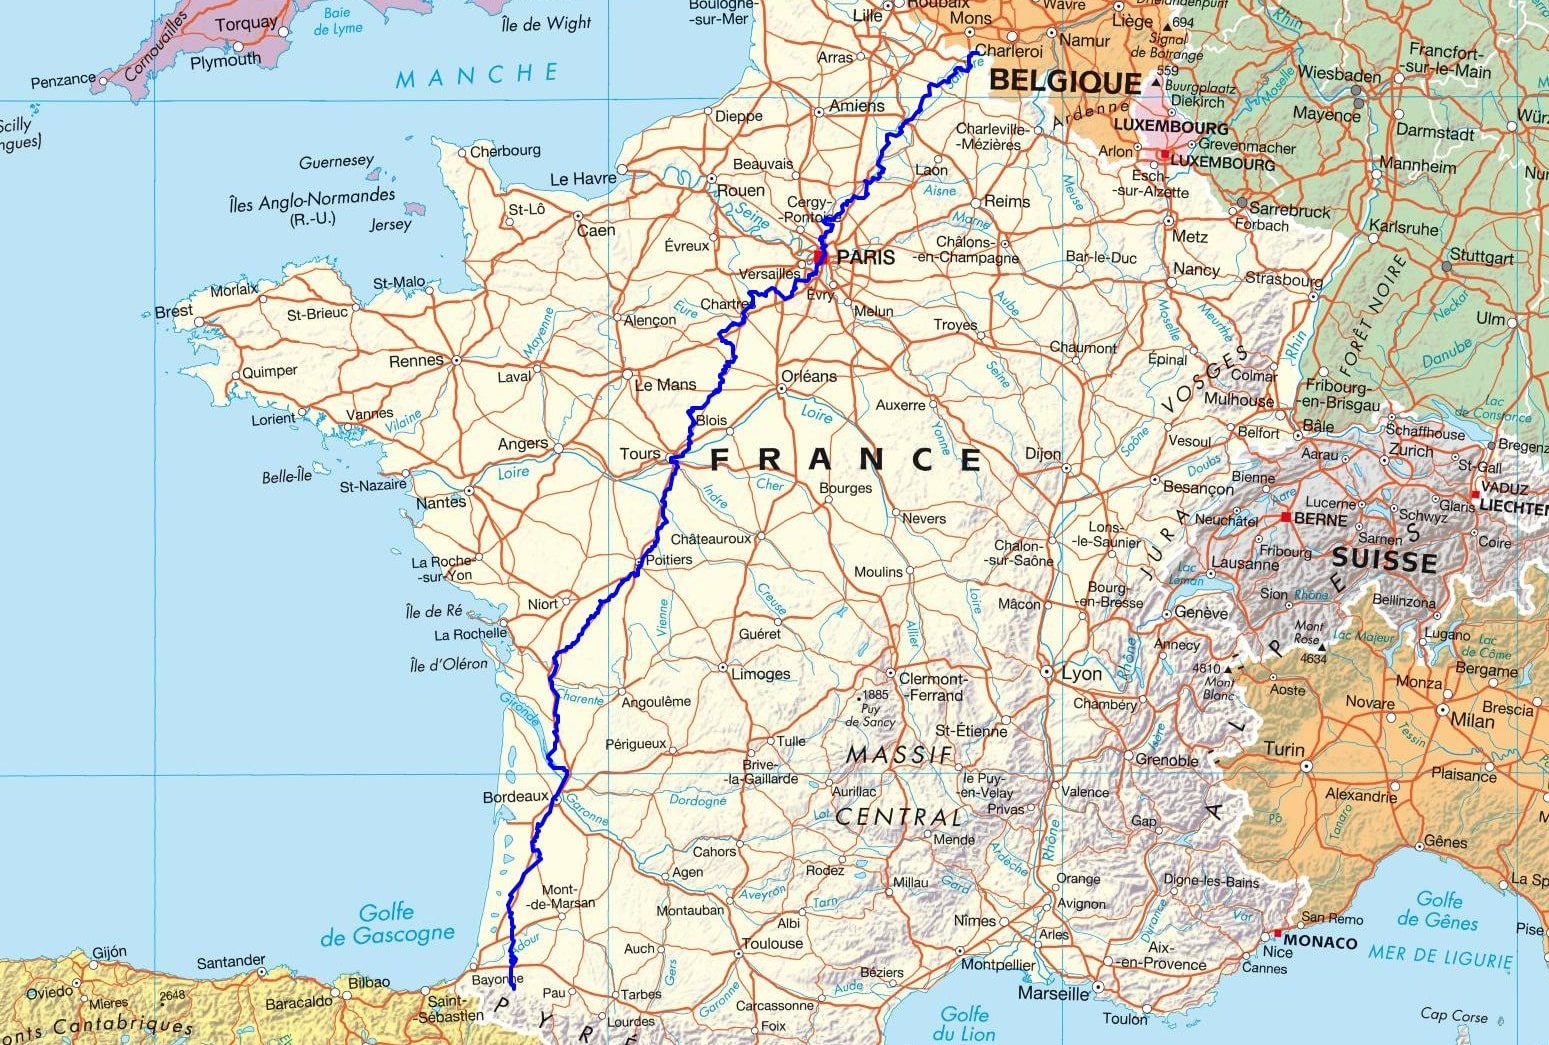 Boulogne-
-sur-Mer
Lille
Roubaix
Mons
Wavre
Liège
694
Signal
de Botrange
Rhin
Torquay
Baie
de Lyme
Île de Wight
Cornouailles
Plymouth
Penzance
MANCHE
Arras
Charleroi
Sambre
Namur
BELGIQUE
559
Buurgplaatz
Diekirch
Ardenne
Moselle
Wiesbaden
Francfort-
-sur-le-Main
Mayence
Darmstadt
Scilly
Dieppe
Amiens
Charleville-
-Mézières
LUXEMBOURG
Grevenmacher
Arlon
LUXEMBOURG
Esch-
-sur-Alzette
Mannheim
Guernesey
Cherbourg
Îles Anglo-Normandes
(R.-U.)
Jersey
Le Havre
Beauvais
Rouen
Laon
Aisne
Meuse
Cergy-
-Pontoise
Seine
Reims
Marne
Sarrebruck
Forbach
Karlsruhe
St-Lô
Caen
Évreux
PARIS
Châlons-
-en-Champagne
Metz
Bar-le-Duc
Nancy
Stuttgart
Versailles
Évry
Melun
Strasbourg
FORÊT NOIRE
Morlaix
St-Malo
Brest
St-Brieuc
Chartres
Eure
Alençon
Mayenne
Aube
Troyes
Moselle
Meurthe
Rhin
Neckar
Ulm
Danube
Rennes
Laval
Le Mans
Orléans
Seine
Chaumont
Épinal
VOSGES
Colmar
Fribourg-
-en-Brisgau
Quimper
Lorient
Vannes
Vilaine
Blois
Loire
Auxerre
Yonne
Mulhouse
Belfort
Bâle
Schaffhouse
Lac
de Constance
Bregenz
Belle-Île
St-Nazaire
Nantes
Angers
Loire
Tours
FRANCE
Dijon
Saône
Vesoul
Doubs
Besançon
Aarau
Zurich
St-Gall
VADUZ
LIECHTEN
Bienne
Aare
Lucerne
Glaris
Schwyz
Neuchâtel
BERNE
Sarnen
Coire
Indre
Cher
Bourges
Nevers
Châteauroux
Lons-
-le-Saunier
Chalon-
-sur-Saône
JURA
Fribourg
SUISSE
Lausanne
Lac
Léman
La Roche-
-sur-Yon
Poitiers
Moulins
Loire
Bourg-
-en-Bresse
Mâcon
Sion
Rhône
Genève
Bellinzona
Île de Ré
Niort
Vienne
Creuse
Allier
Guéret
La Rochelle
Île d'Oléron
Annecy
Mont
Rose
4634
Lac Majeur
Lugano
Lac
de Côme
Bergame
Limoges
Clermont-
-Ferrand
Lyon
Rhône
4810
Mont
Blanc
Aoste
Monza
Gironde
Charente
Angoulême
1885
Puy
de Sancy
Chambéry
Novare
Milan
Brescia
Tessin
St-Étienne
Isère
ALPES
Périgueux
Tulle
Brive-
-la-Gaillarde
MASSIF
CENTRAL
le Puy-
-en-Velay
Grenoble
Turin
Plaisance
Bordeaux
Dordogne
Garonne
Lot
Aurillac
Privas
Valence
Gap
Alexandrie
Pô
Tanaro
Cahors
Mende
Ardèche
Rhône
Gênes
Agen
Rodez
Millau
Gard
Orange
Digne-les-Bains
La Sp
Golfe
de Gascogne
Mont-
-de-Marsan
Aveyron
Montauban
Tarn
Albi
Nîmes
Avignon
Durance
Var
San Remo
Golfe
de Gênes
Pise
Gijón
Adour
Auch
Gers
Toulouse
Montpellier
Arles
Aix-
-en-Provence
MONACO
Nice
Cannes
MER DE LIGURIE
Santander
Oviedo
Mieres
2648
Baracaldo
Bilbao
Saint-
-Sébastien
Bayonne
Pau
Tarbes
Lourdes
Garonne
Béziers
Aude
Carcassonne
Foix
Marseille
Toulon
Golfe
du Lion
Cap Corse
onts Cantabriques
PYRÉ